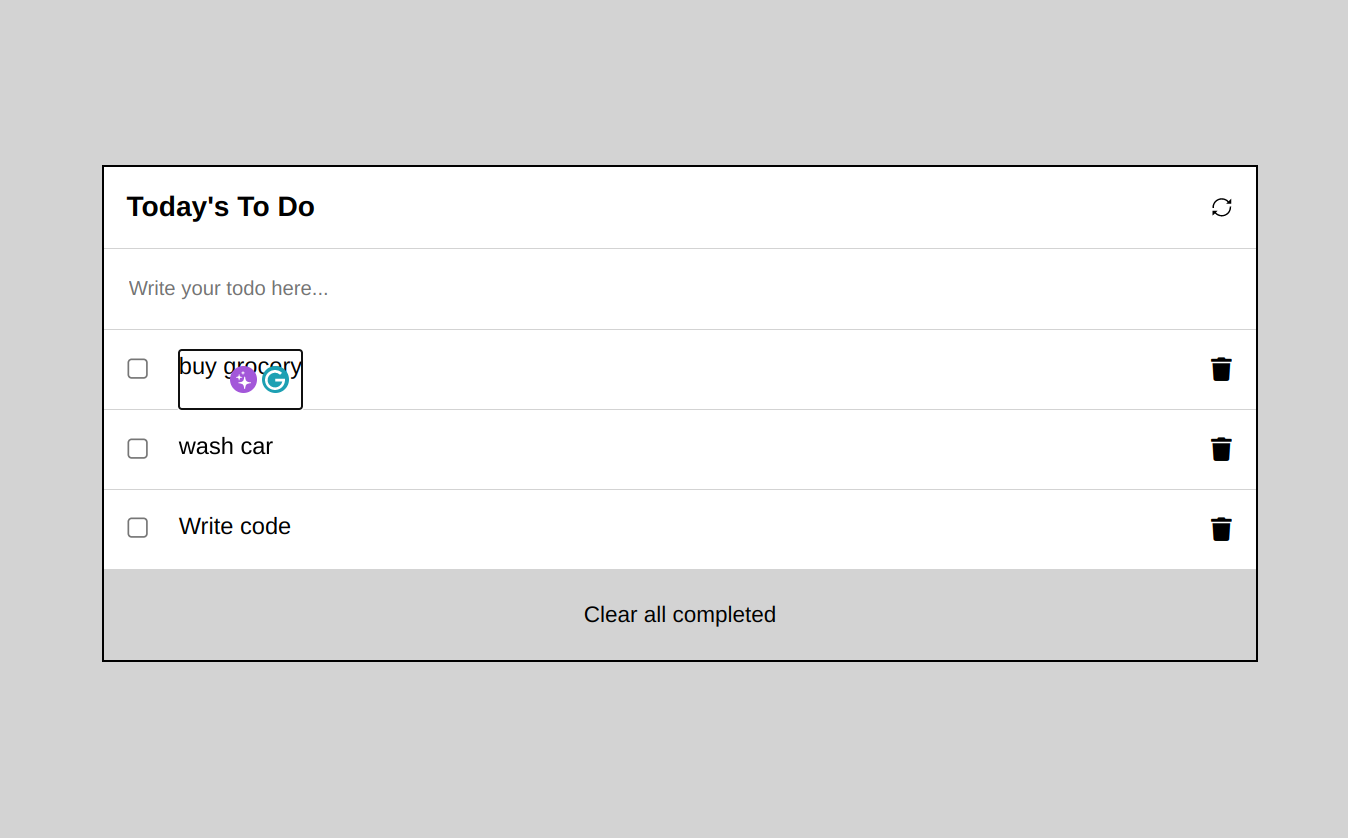 Today's To Do
Write your todo here...
buy grocery
wash car
Write code
Clear all completed